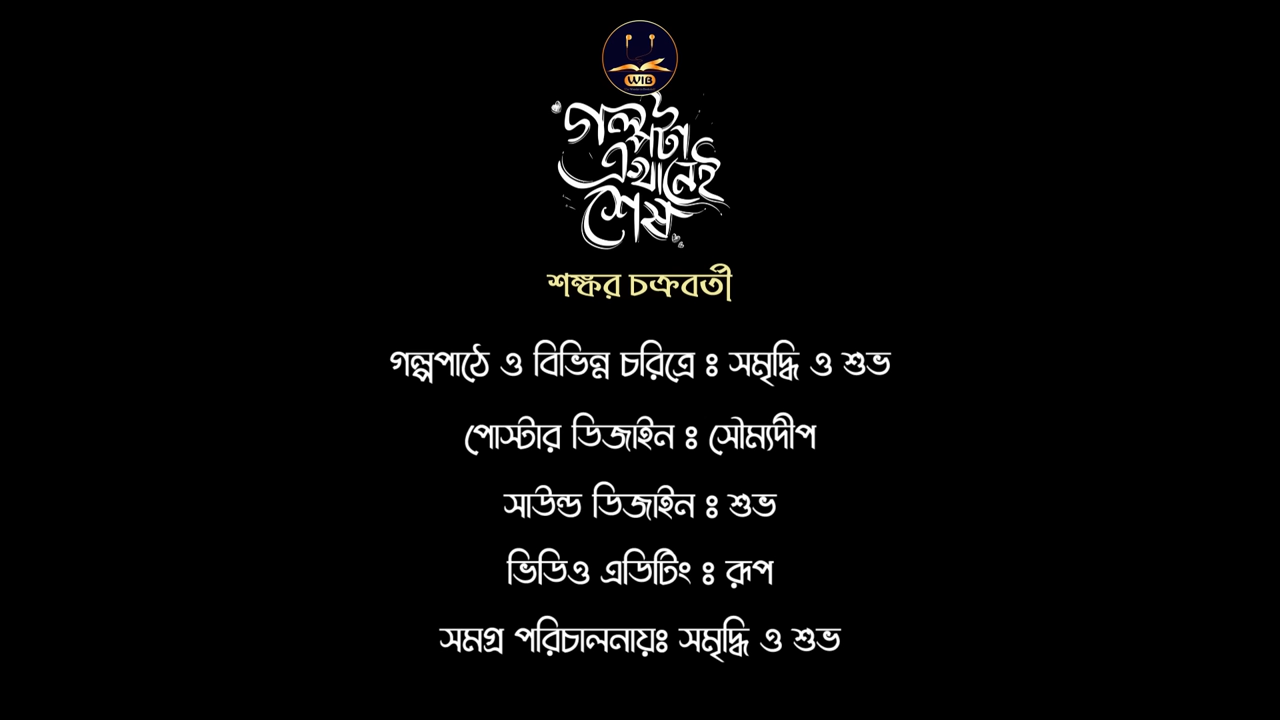 WIB
গল্পটা
এখানেই
শেষ
শঙ্কর চক্রবর্তী
গল্পপাঠে ও বিভিন্ন চরিত্রে ঃ সমৃদ্ধি ও শুভ
পোস্টার ডিজাইন ঃ সৌম্যদীপ
সাউন্ড ডিজাইন ঃ শুভ
ভিডিও এডিটিং ঃ রূপ
সমগ্র পরিচালনায়ঃ সমৃদ্ধি ও শুভ